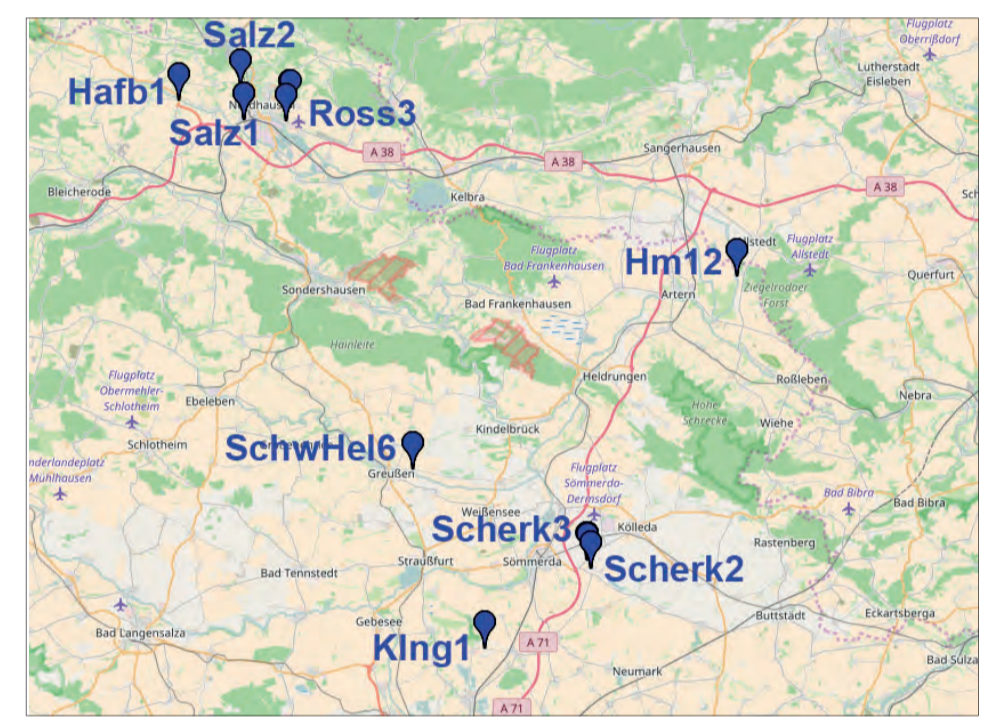 Flugplatz
Oberrißdorf
Salz2
Lutherstadt
Eisleben
Hafb1
Ross3
Salz1
Sangerhausen
A 38
A 38
A 38
Bleicherode
Kelbra
Flugplatz
Bad Frankenhausen
Hm12
Flugplatz
Allstedt
Querfurt
Ziegelrodaer
Forst
Sondershausen
Artern
Bad Frankenhausen
Hainleite
Flugplatz
Obermehler-
Schlotheim
Heldrungen
Roßleben
Ebeleben
Nebra
Hohe
Schrecke
Wiehe
Kindelbrück
Schlotheim
SchwHel6
Greußen
Flugplatz
Sömmerda-
Dermsdorf
nderlandeplatz
Mühlhausen
Bad Bibra
Bad Bibra
Weißensee
Scherk3
Kölleda
Rastenberg
Straußfurt
Sömmerda
Scherk2
Bad Tennstedt
Buttstädt
Eckartsberga
Gebesee
Bad Langensalza
KIng1
A 71
Bad Sulza
Neumark
A 71